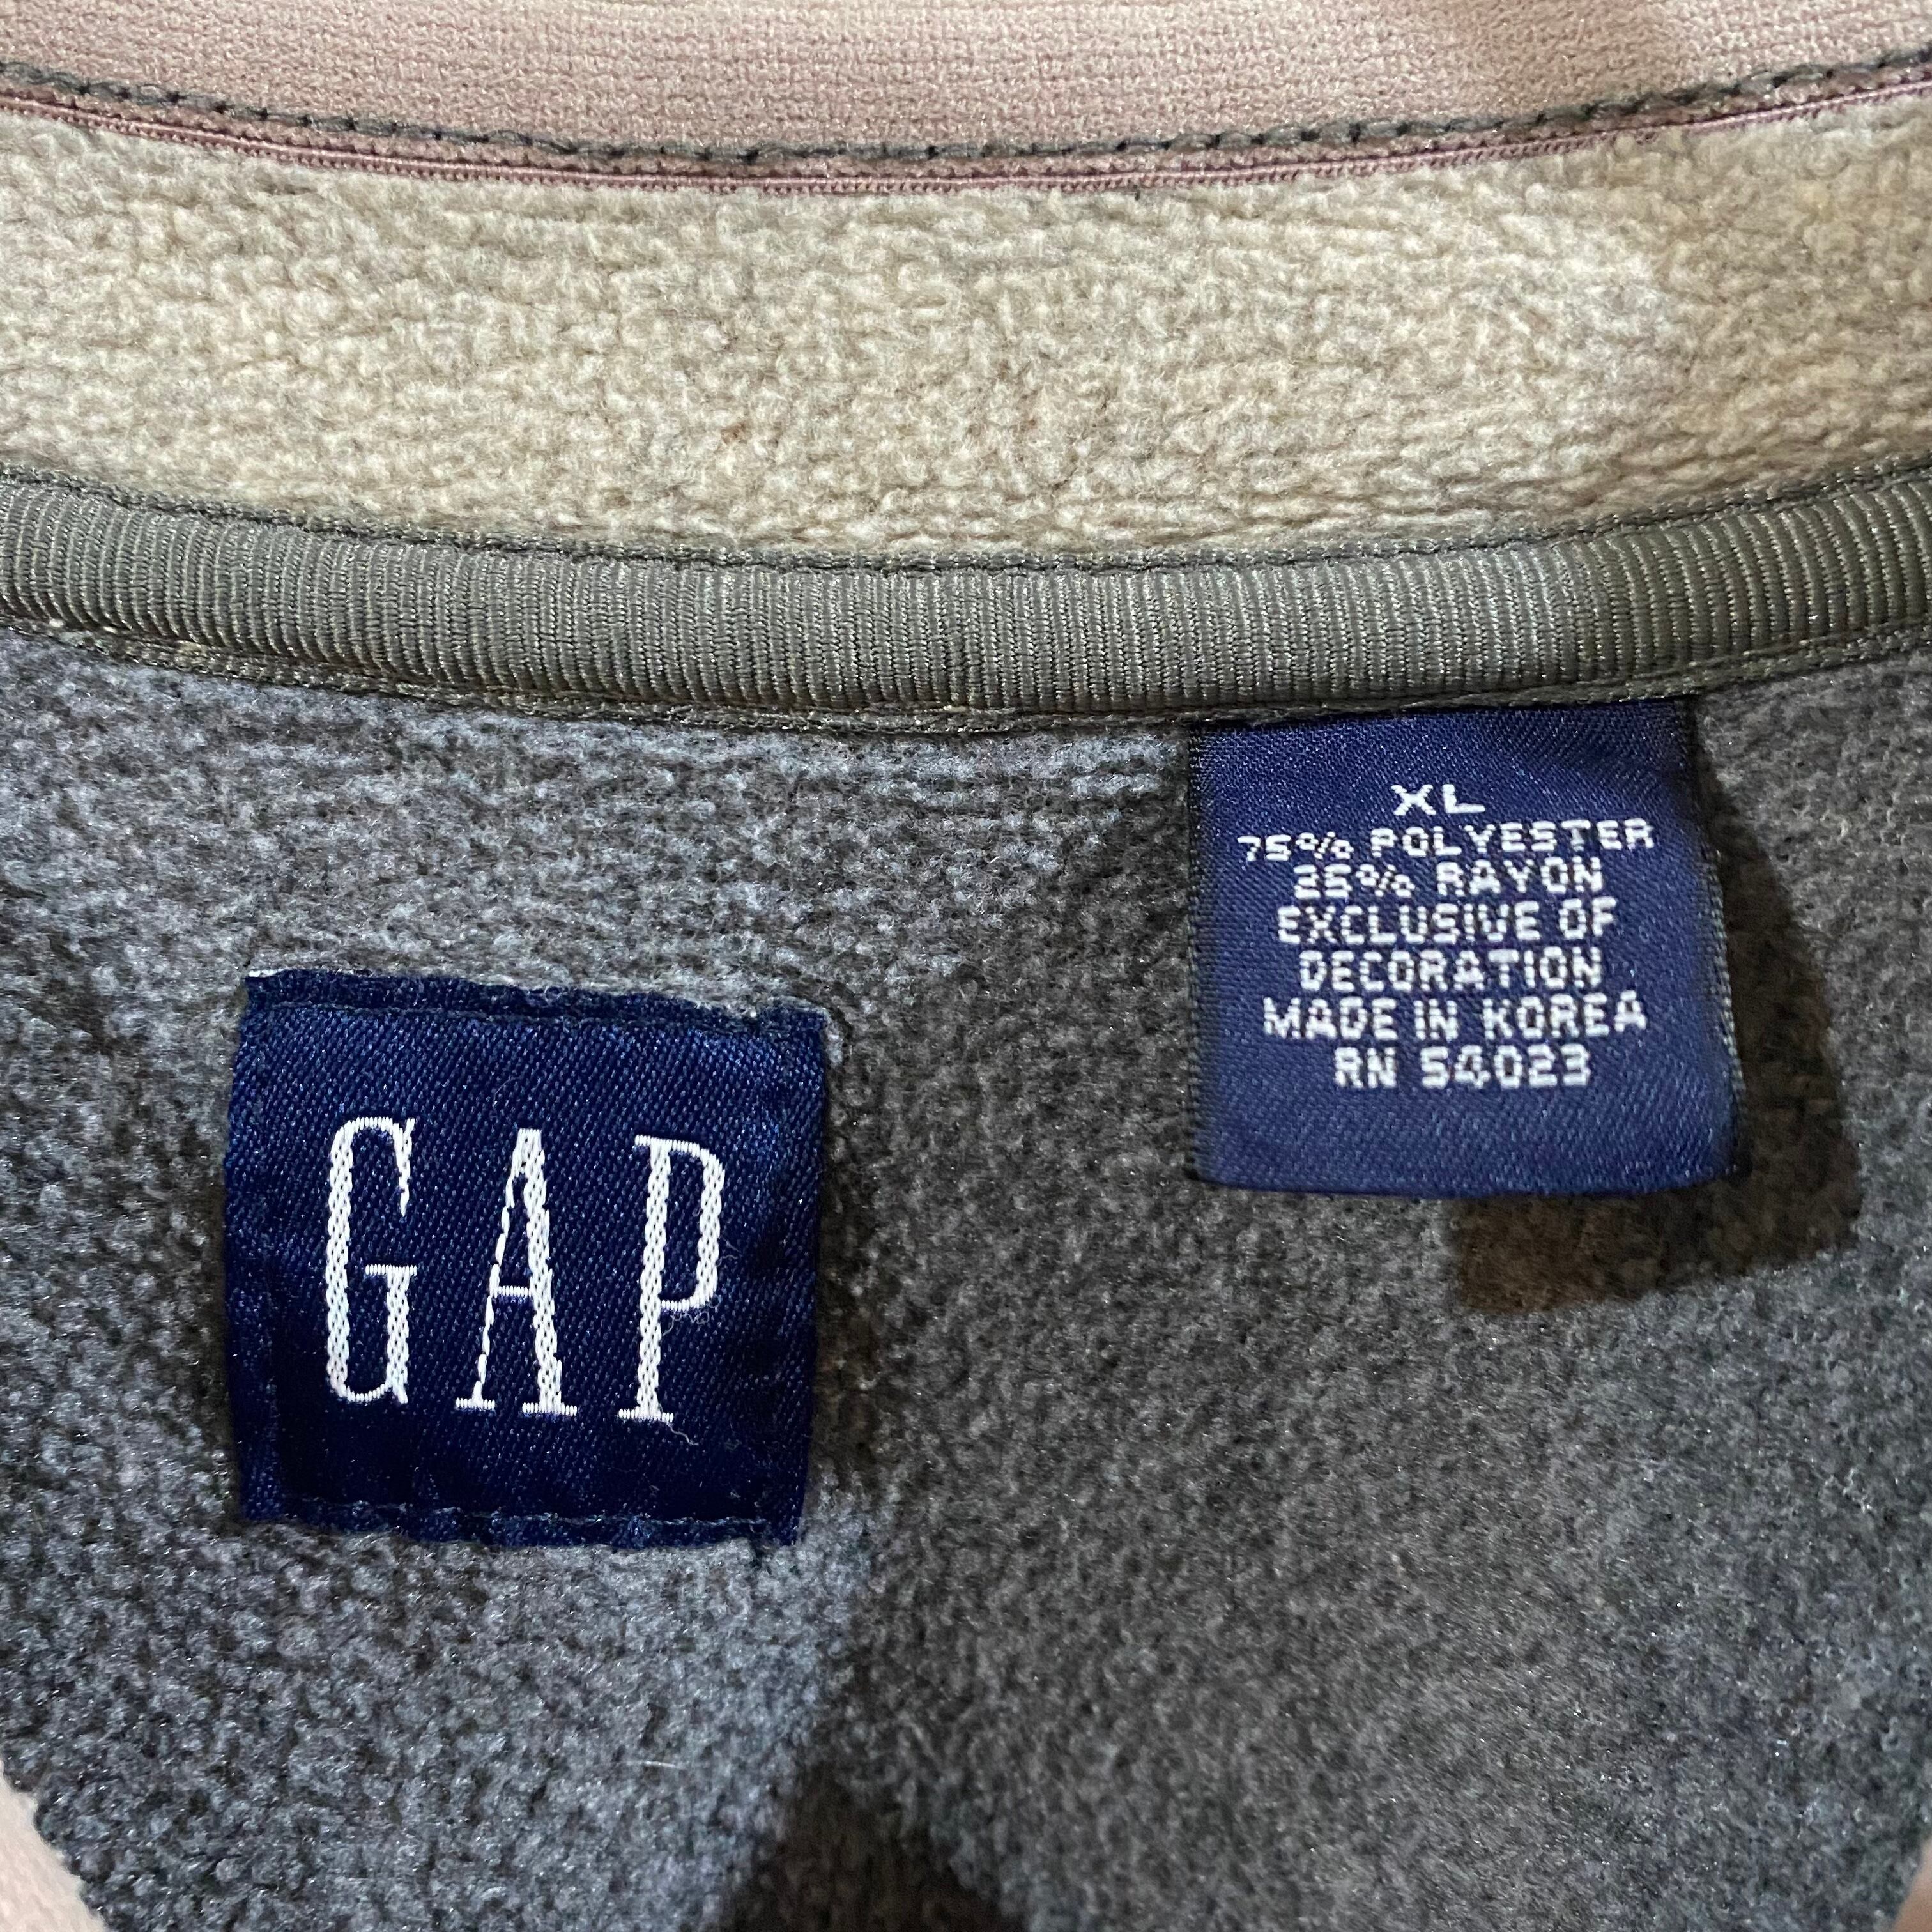 GAP
XL
75% POLYESTER
25% RAYON
EXCLUSIVE OF
DECORATION
MADE IN KOREA
RN 54023